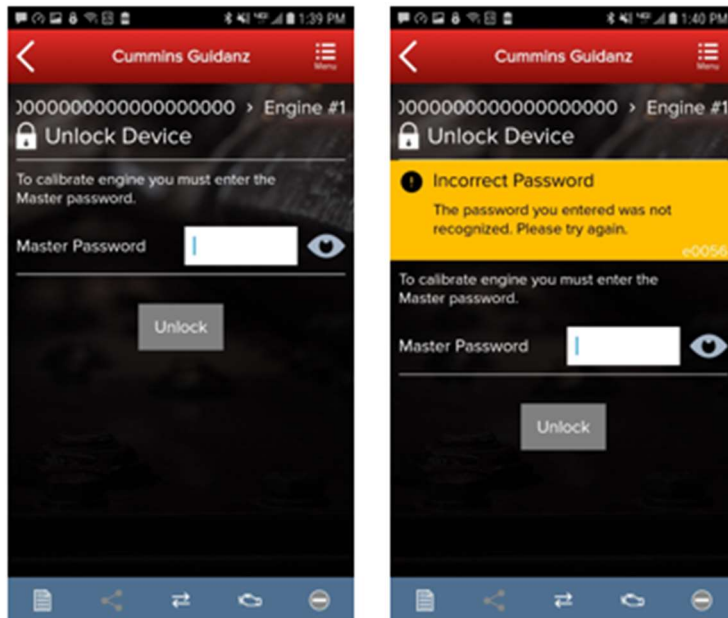 1:39 PM
Cummins Guidanz
Menu
0000000000000000000 > Engine #1
Unlock Device
To calibrate engine you must enter the
Master password.
Master Password
Unlock
1:40 PM
Cummins Guidanz
Menu
0000000000000000000 > Engine #1
Unlock Device
Incorrect Password
The password you entered was not
recognized. Please try again.
e0056
To calibrate engine you must enter the
Master password.
Master Password
Unlock